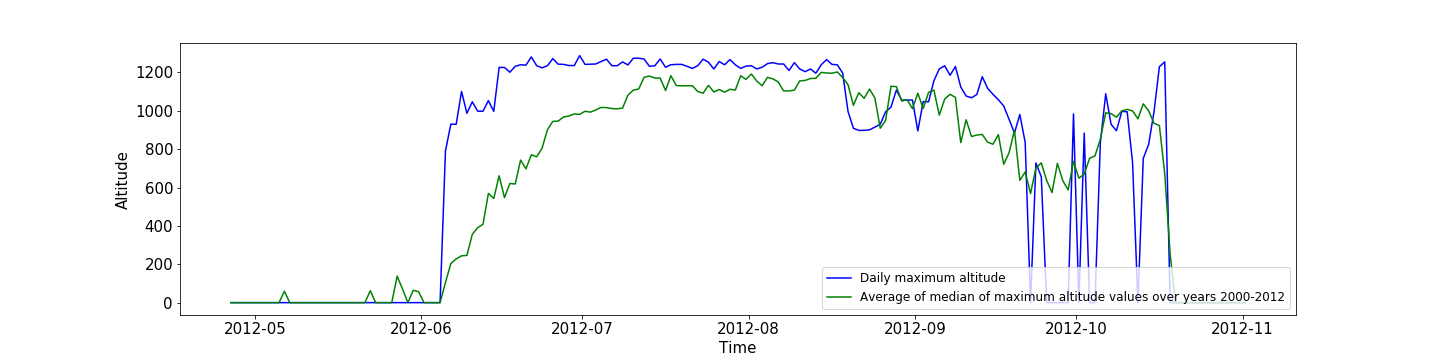 1200
1000
800
600
400
200
0
Altitude
Daily maximum altitude
Average of median of maximum altitude values over years 2000-2012
2012-05 2012-06 2012-07 2012-08 2012-09 2012-10 2012-11
Time